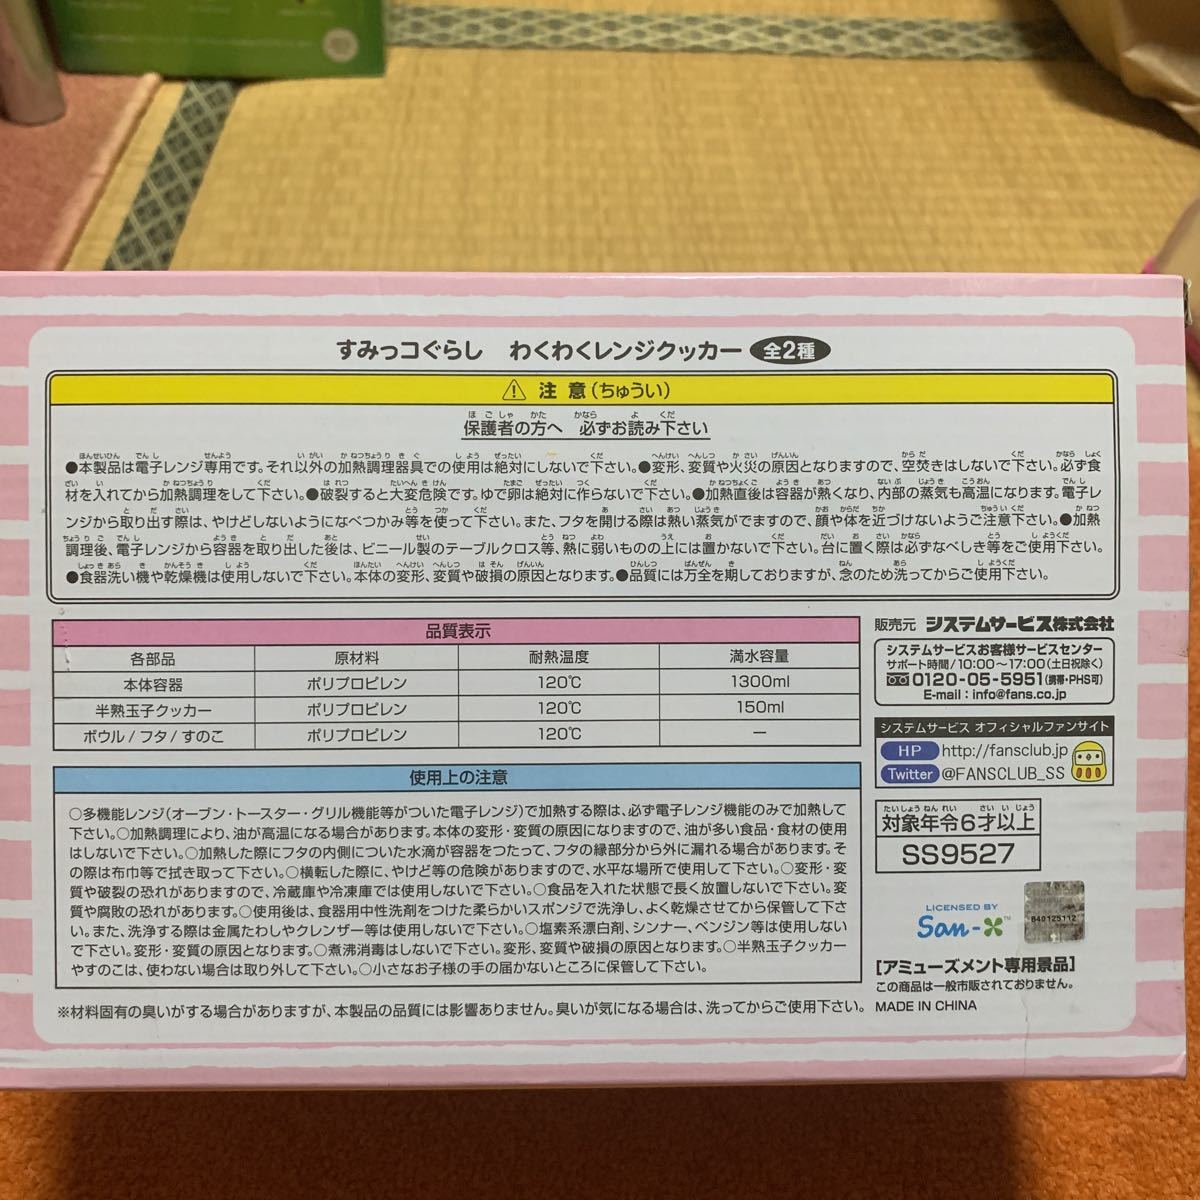 すみっコぐらし　わくわくレンジクッカー 全2種
⚠ 注 意(ちゅうい)
保護者の方へ　必ずお読み下さい
●本製品は電子レンジ専用です。それ以外の加熱調理器具での使用は絶対にしないで下さい。●変形、変質や火災の原因となりますので、空焚きはしないで下さい。必ず食
材を入れてから加熱調理をして下さい。●破裂すると大変危険です。ゆで卵は絶対に作らないで下さい。●加熱直後は容器が熱くなり、内部の蒸気も高温になります。電子レ
ンジから取り出す際は、やけどしないようになべつかみ等を使って下さい。また、フタを開ける際は熱い蒸気がでますので、顔や体を近づけないようご注意下さい。●加熱
調理後、電子レンジから容器を取り出した後は、ビニール製のテーブルクロス等、熱に弱いものの上には置かないで下さい。台に置く際は必ずなべしき等をご使用下さい。
●食器洗い機や乾燥機は使用しないで下さい。本体の変形、変質や破損の原因となります。●品質には万全を期しておりますが、念のため洗ってからご使用下さい。
品質表示
各部品 原材料 耐熱温度 満水容量
本体容器 ポリプロピレン 120℃ 1300ml
半熟玉子クッカー ポリプロピレン 120℃ 150ml
ボウル/フタ/すのこ ポリプロピレン 120℃ ー
使用上の注意
○多機能レンジ(オーブン・トースター・グリル機能等がついた電子レンジ)で加熱する際は、必ず電子レンジ機能のみで加熱して
下さい。○加熱調理により、油が高温になる場合があります。本体の変形・変質の原因になりますので、油が多い食品・食材の使用
はしないで下さい。○加熱した際にフタの内側についた水滴が容器をつたって、フタの縁部分から外に漏れる場合があります。そ
の際は布巾等で拭き取って下さい。○横転した際に、やけど等の危険がありますので、水平な場所で使用して下さい。○変形・変
質や破裂の恐れがありますので、冷蔵庫や冷凍庫では使用しないで下さい。○食品を入れた状態で長く放置しないで下さい。変
質や腐敗の恐れがあります。○使用後は、食器用中性洗剤をつけた柔らかいスポンジで洗浄し、よく乾燥させてから保管して下さ
い。また、洗浄する際は金属たわしやクレンザー等は使用しないで下さい。○塩素系漂白剤、シンナー、ベンジン等は使用しない
で下さい。変形・変質の原因となります。○煮沸消毒はしないで下さい。変形、変質や破損の原因となります。○半熟玉子クッカー
やすのこは、使わない場合は取り外して下さい。○小さなお子様の手の届かないところに保管して下さい。
※材料固有の臭いがする場合がありますが、本製品の品質には影響ありません。臭いが気になる場合は、洗ってからご使用下さい。
販売元 システムサービス株式会社
システムサービスお客様サービスセンター
サポート時間/10:00〜17:00(土日祝除く)
0120-05-5951(携帯・PHS可)
E-mail:info@fans.co.jp
システムサービス オフィシャルファンサイト
HP http://fansclub.jp
Twitter @FANSCLUB_SS
たいしょうねんれい　さい　いじょう
対象年令6才以上
SS9527
LICENSED BY
San-X™
B40125112
[アミューズメント専用景品]
この商品は一般市販されておりません。
MADE IN CHINA